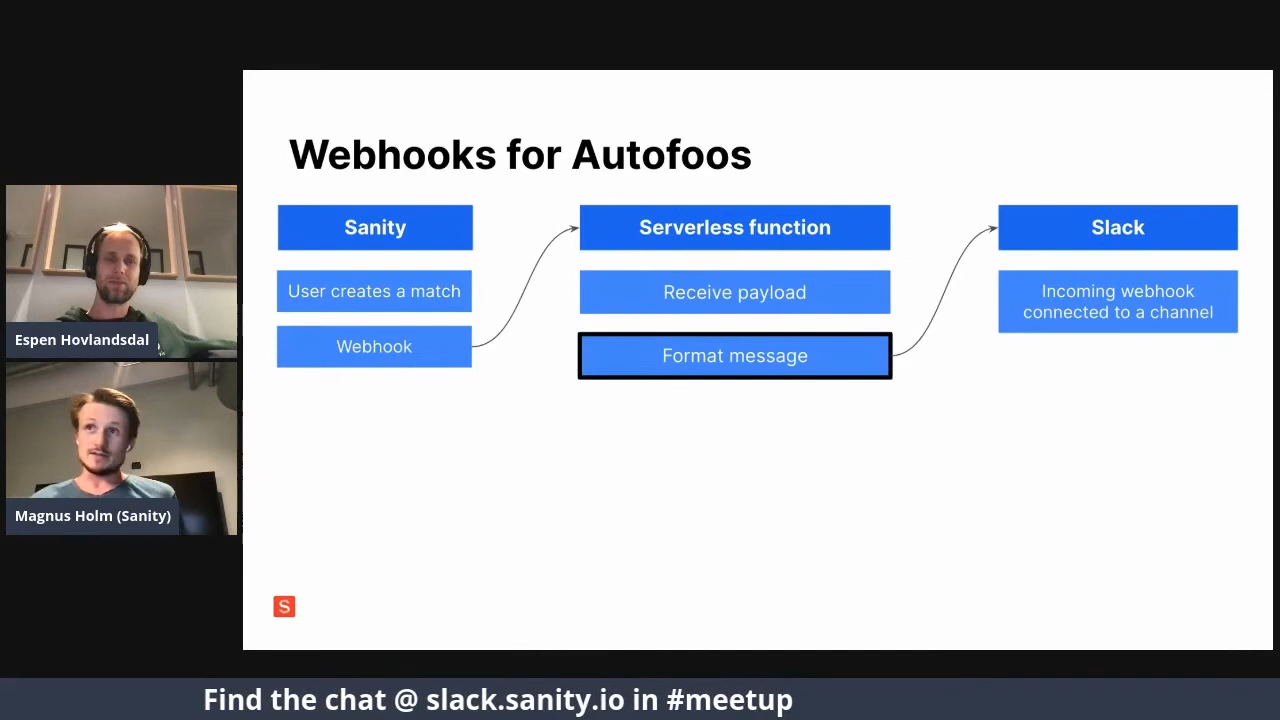 Webhooks for Autofoos
Sanity
User creates a match
Webhook
Serverless function
Receive payload
Format message
Slack
Incoming webhook
connected to a channel
Espen Hovlandsdal
Magnus Holm (Sanity)
S
Find the chat @ slack.sanity.io in #meetup